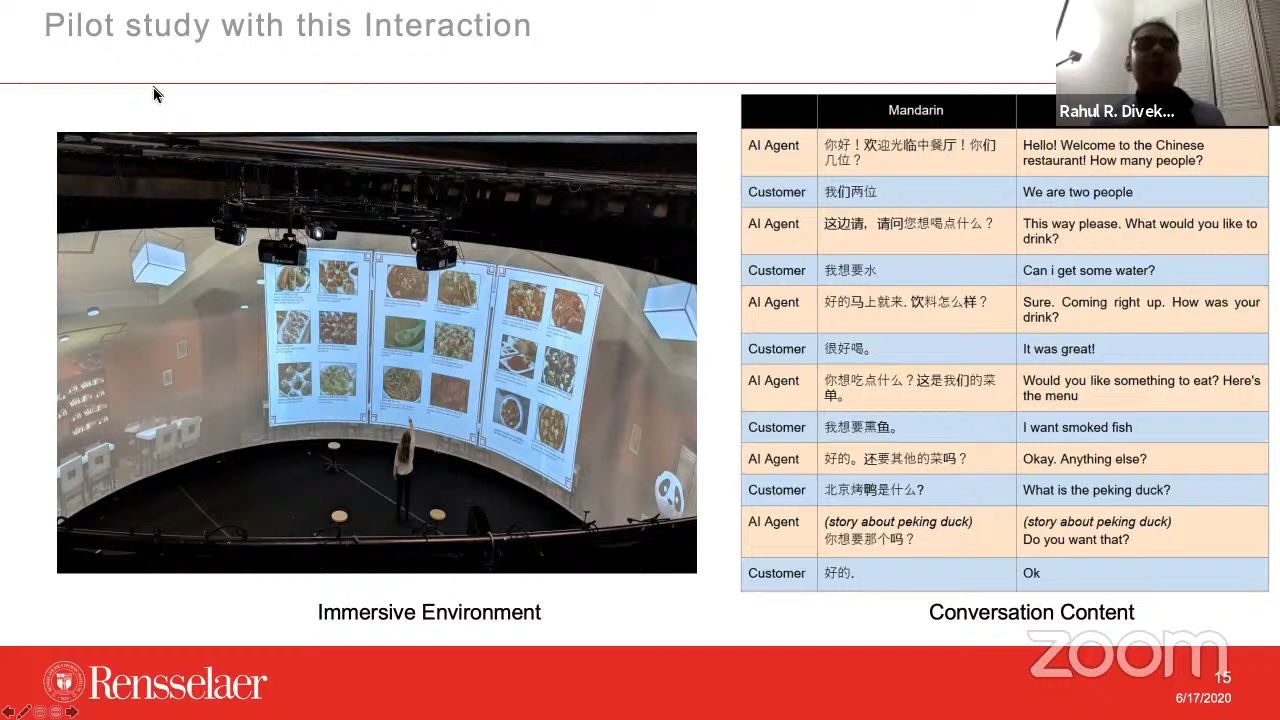 Pilot study with this Interaction
Rahul R. Divek...
Mandarin
AI Agent
你好！欢迎光临中餐厅！你们
几位？
Hello! Welcome to the Chinese
restaurant! How many people?
Customer
我们两位
We are two people
AI Agent
这边请，请问您想喝点什么？
This way please. What would you like to
drink?
Customer
我想要水
Can i get some water?
AI Agent
好的马上就来. 饮料怎么样？
Sure. Coming right up. How was your
drink?
Customer
很好喝。
It was great!
AI Agent
你想吃点什么？这是我们的菜
单。
Would you like something to eat? Here's
the menu
Customer
我想要熏鱼。
I want smoked fish
AI Agent
好的。还要其他的菜吗？
Okay. Anything else?
Customer
北京烤鸭是什么?
What is the peking duck?
AI Agent
(story about peking duck)
你想要那个吗？
(story about peking duck)
Do you want that?
Customer
好的.
Ok
Immersive Environment
Conversation Content
zoom
Rensselaer
15
6/17/2020